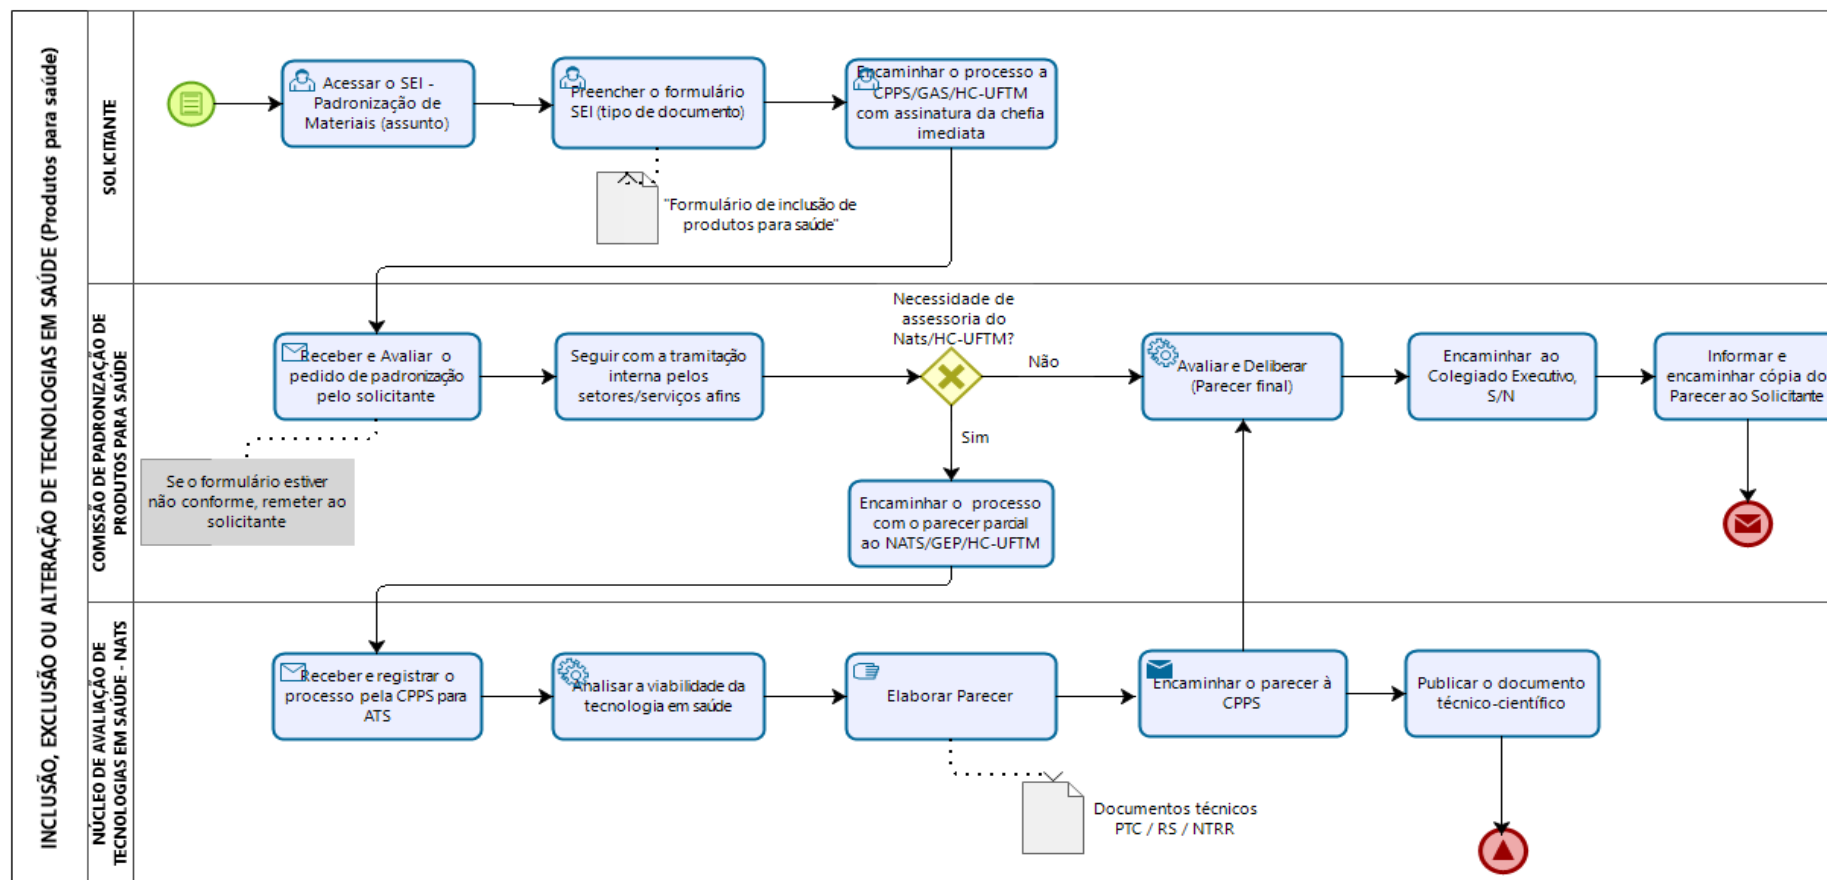 INCLUSÃO, EXCLUSÃO OU ALTERAÇÃO DE TECNOLOGIAS EM SAÚDE (Produtos para saúde)
SOLICITANTE
Acessar o SEI -
Padronização de
Materiais (assunto)
Preencher o formulário
SEI (tipo de documento)
Encaminhar o processo a
CPPS/GAS/HC-UFTM
com assinatura da chefia
imediata
"Formulário de inclusão de
produtos para saúde"
COMISSÃO DE PADRONIZAÇÃO DE
PRODUTOS PARA SAÚDE
Receber e Avaliar o
pedido de padronização
pelo solicitante
Se o formulário estiver
não conforme, remeter ao
solicitante
Seguir com a tramitação
interna pelos
setores/serviços afins
Necessidade de
assessoria do
Nats/HC-UFTM?
Não
Sim
Encaminhar o processo
com o parecer parcial
ao NATS/GEP/HC-UFTM
Avaliar e Deliberar
(Parecer final)
Encaminhar ao
Colegiado Executivo,
S/N
Informar e
encaminhar cópia do
Parecer ao Solicitante
NÚCLEO DE AVALIAÇÃO DE
TECNOLOGIAS EM SAÚDE - NATS
Receber e registrar o
processo pela CPPS para
ATS
Analisar a viabilidade da
tecnologia em saúde
Elaborar Parecer
Documentos técnicos
PTC / RS / NTRR
Encaminhar o parecer à
CPPS
Publicar o documento
técnico-científico